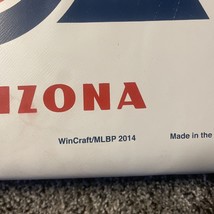 IZONA
WinCraft/MLBP 2014 Made in the